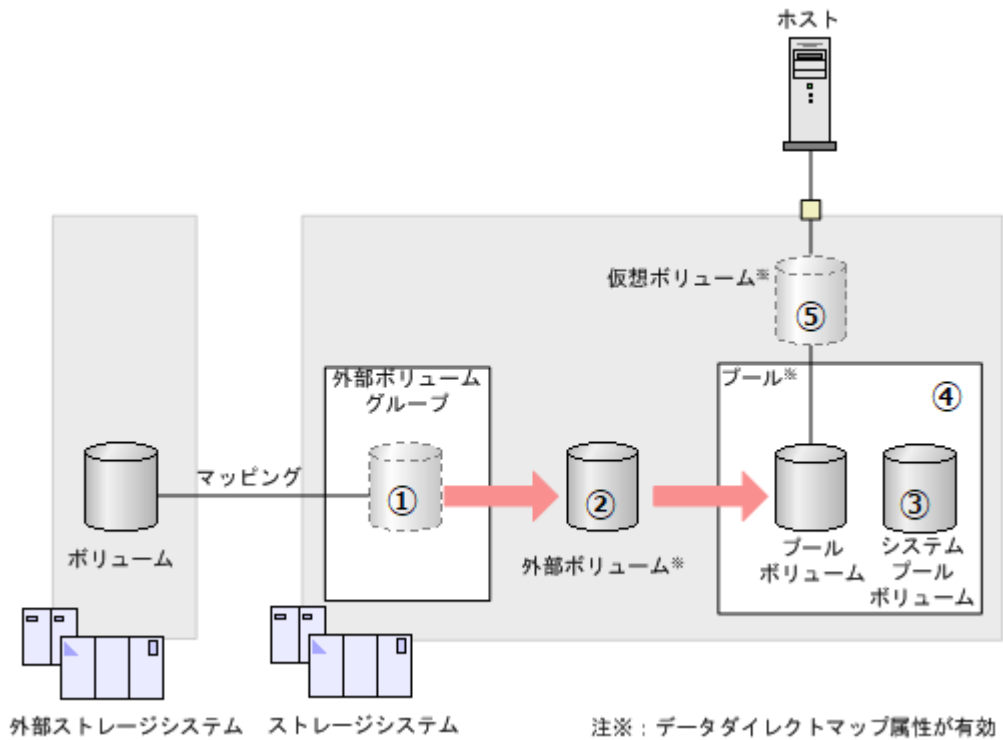 ホスト
仮想ボリューム※
⑤
外部ボリューム
グループ
プール※
④
マッピング
①
②
③
ボリューム
外部ボリューム※
プール
ボリューム
システム
プール
ボリューム
外部ストレージシステム
ストレージシステム
注※：データダイレクトマップ属性が有効